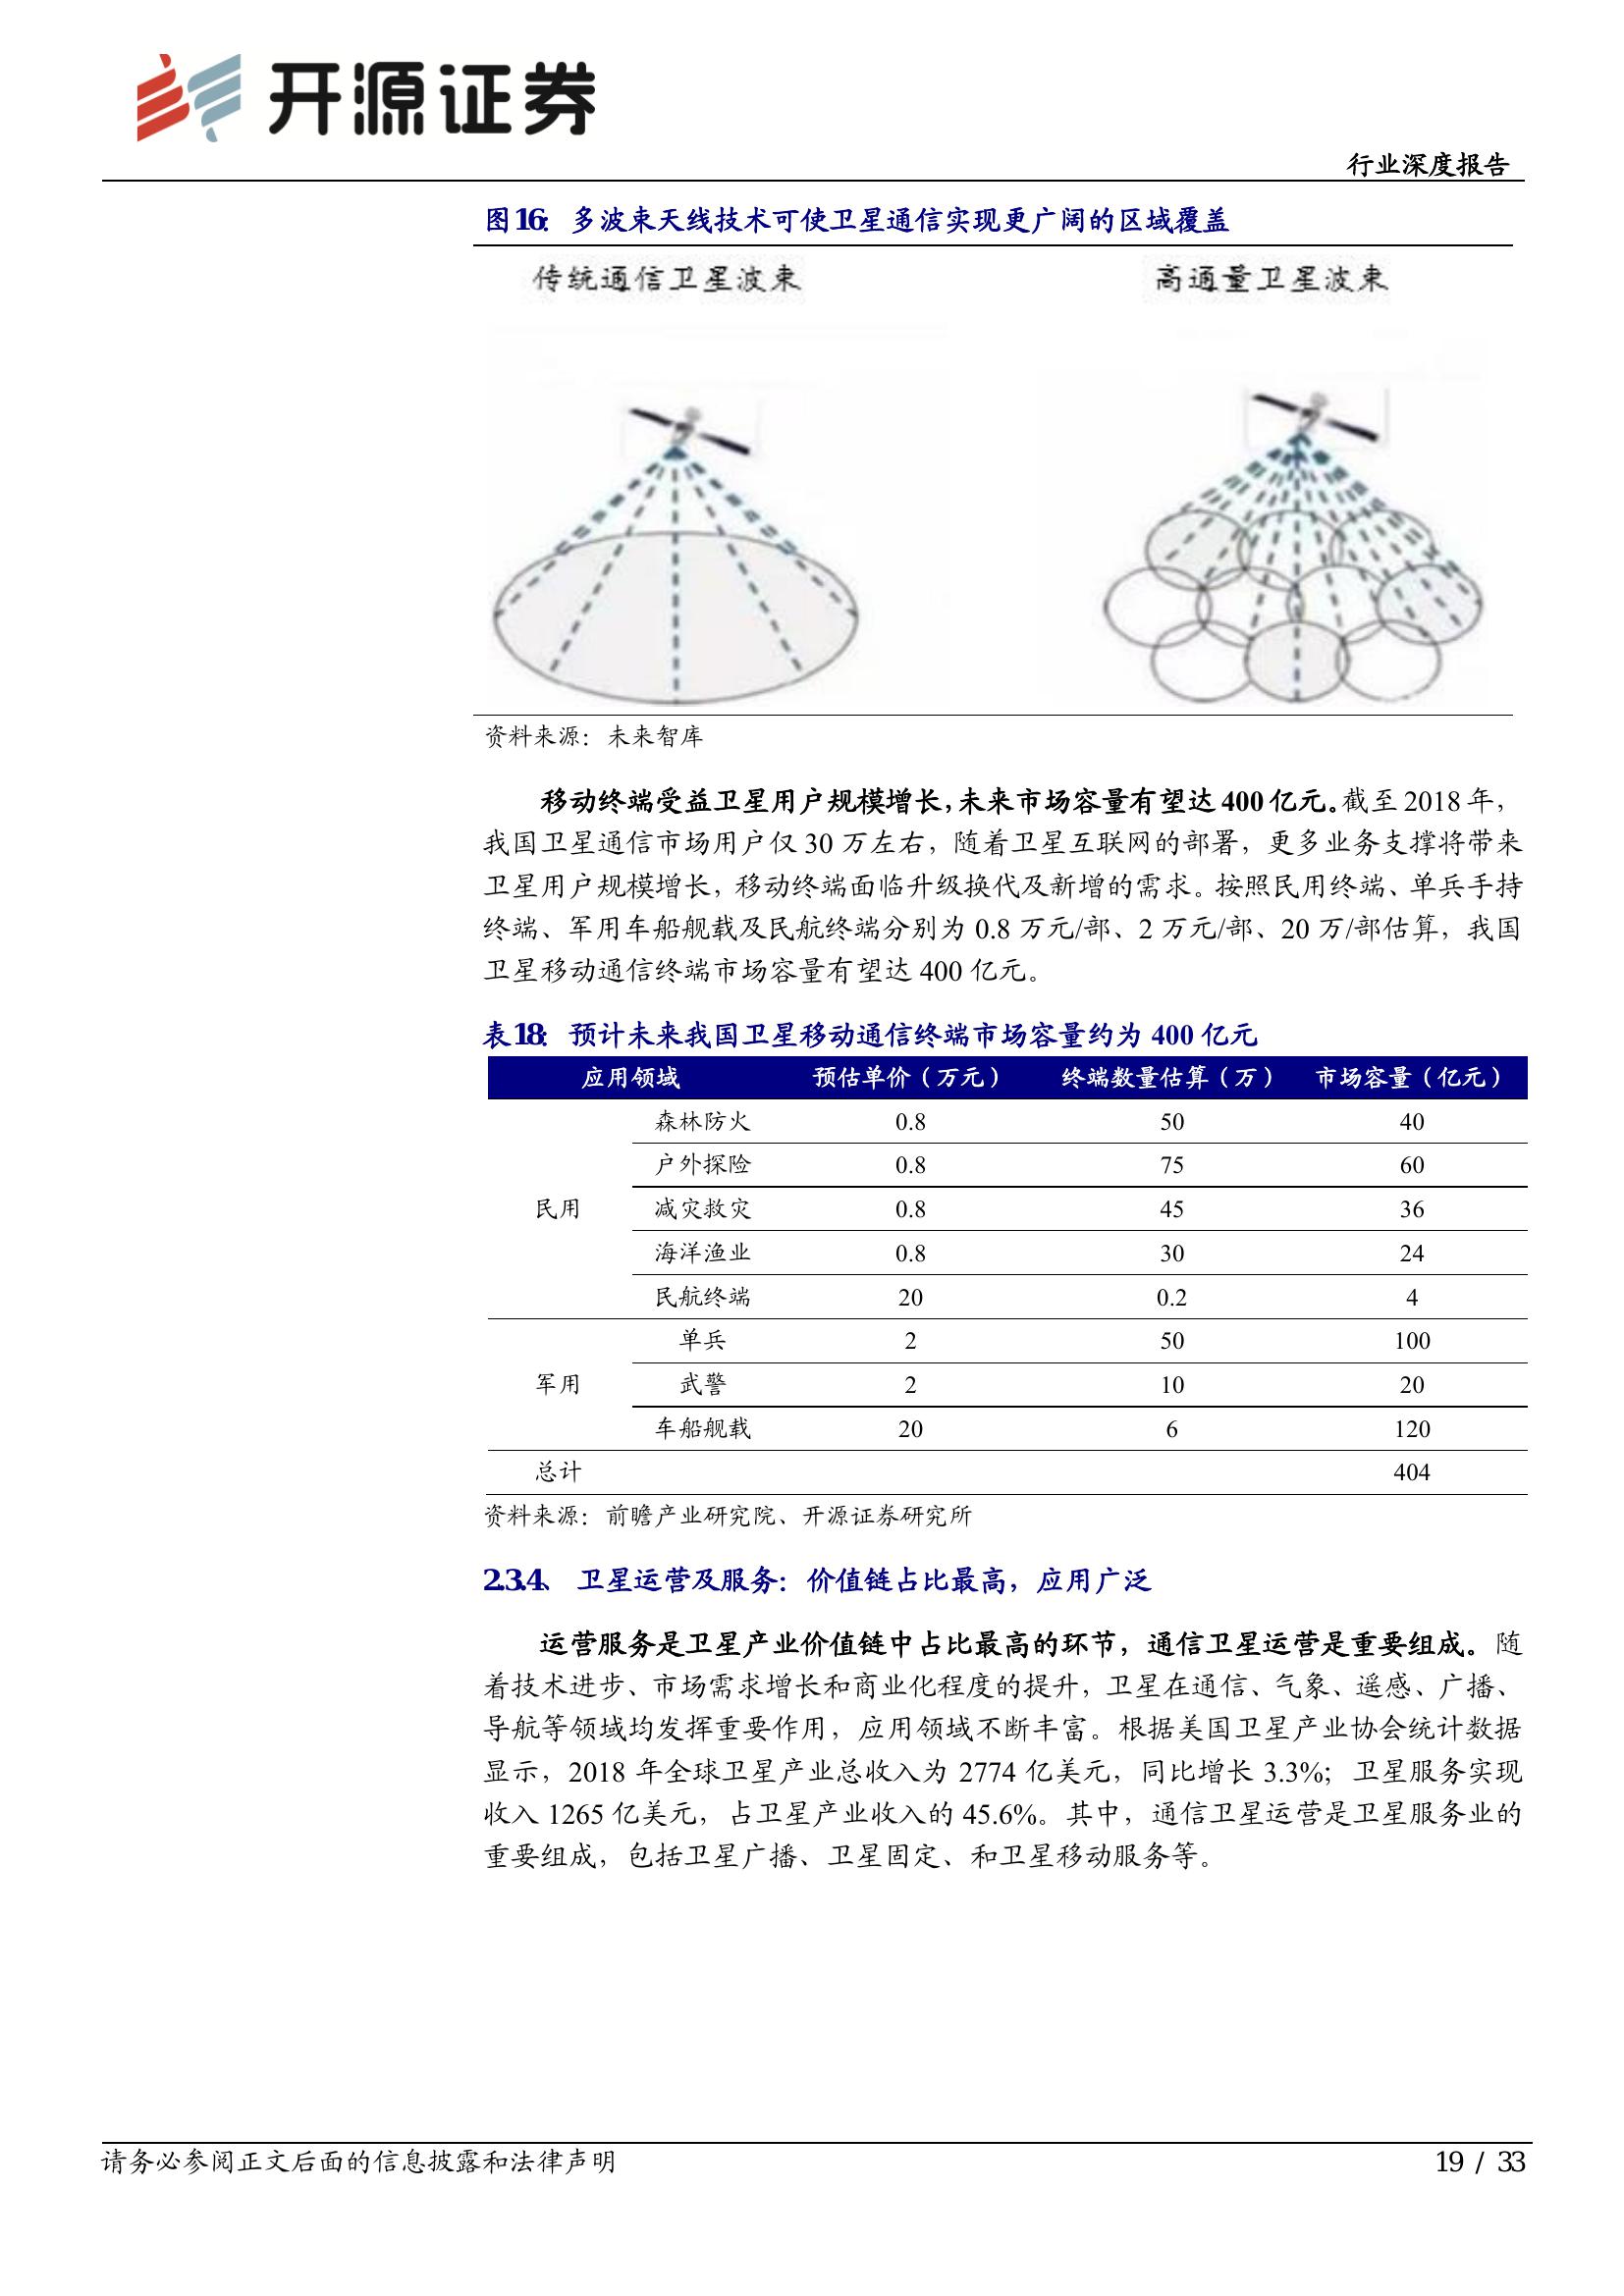 开源证券
行业深度报告
图16：多波束天线技术可使卫星通信实现更广阔的区域覆盖
传统通信卫星波束 高通量卫星波束
资料来源：未来智库
移动终端受益卫星用户规模增长，未来市场容量有望达400亿元。截至2018年，
我国卫星通信市场用户仅 30 万左右，随着卫星互联网的部署，更多业务支撑将带来
卫星用户规模增长，移动终端面临升级换代及新增的需求。按照民用终端、单兵手持
终端、军用车船舰载及民航终端分别为 0.8 万元/部、2 万元/部、20 万/部估算，我国
卫星移动通信终端市场容量有望达 400 亿元。
表18：预计未来我国卫星移动通信终端市场容量约为 400 亿元
应用领域 预估单价（万元） 终端数量估算（万） 市场容量（亿元）
森林防火 0.8 50 40
户外探险 0.8 75 60
民用 减灾救灾 0.8 45 36
海洋渔业 0.8 30 24
民航终端 20 0.2 4
单兵 2 50 100
军用 武警 2 10 20
车船舰载 20 6 120
总计 404
资料来源：前瞻产业研究院、开源证券研究所
2.3.4、 卫星运营及服务：价值链占比最高，应用广泛
运营服务是卫星产业价值链中占比最高的环节，通信卫星运营是重要组成。随
着技术进步、市场需求增长和商业化程度的提升，卫星在通信、气象、遥感、广播、
导航等领域均发挥重要作用，应用领域不断丰富。根据美国卫星产业协会统计数据
显示，2018 年全球卫星产业总收入为 2774 亿美元，同比增长 3.3%；卫星服务实现
收入 1265 亿美元，占卫星产业收入的 45.6%。其中，通信卫星运营是卫星服务业的
重要组成，包括卫星广播、卫星固定、和卫星移动服务等。
请务必参阅正文后面的信息披露和法律声明 19 / 33